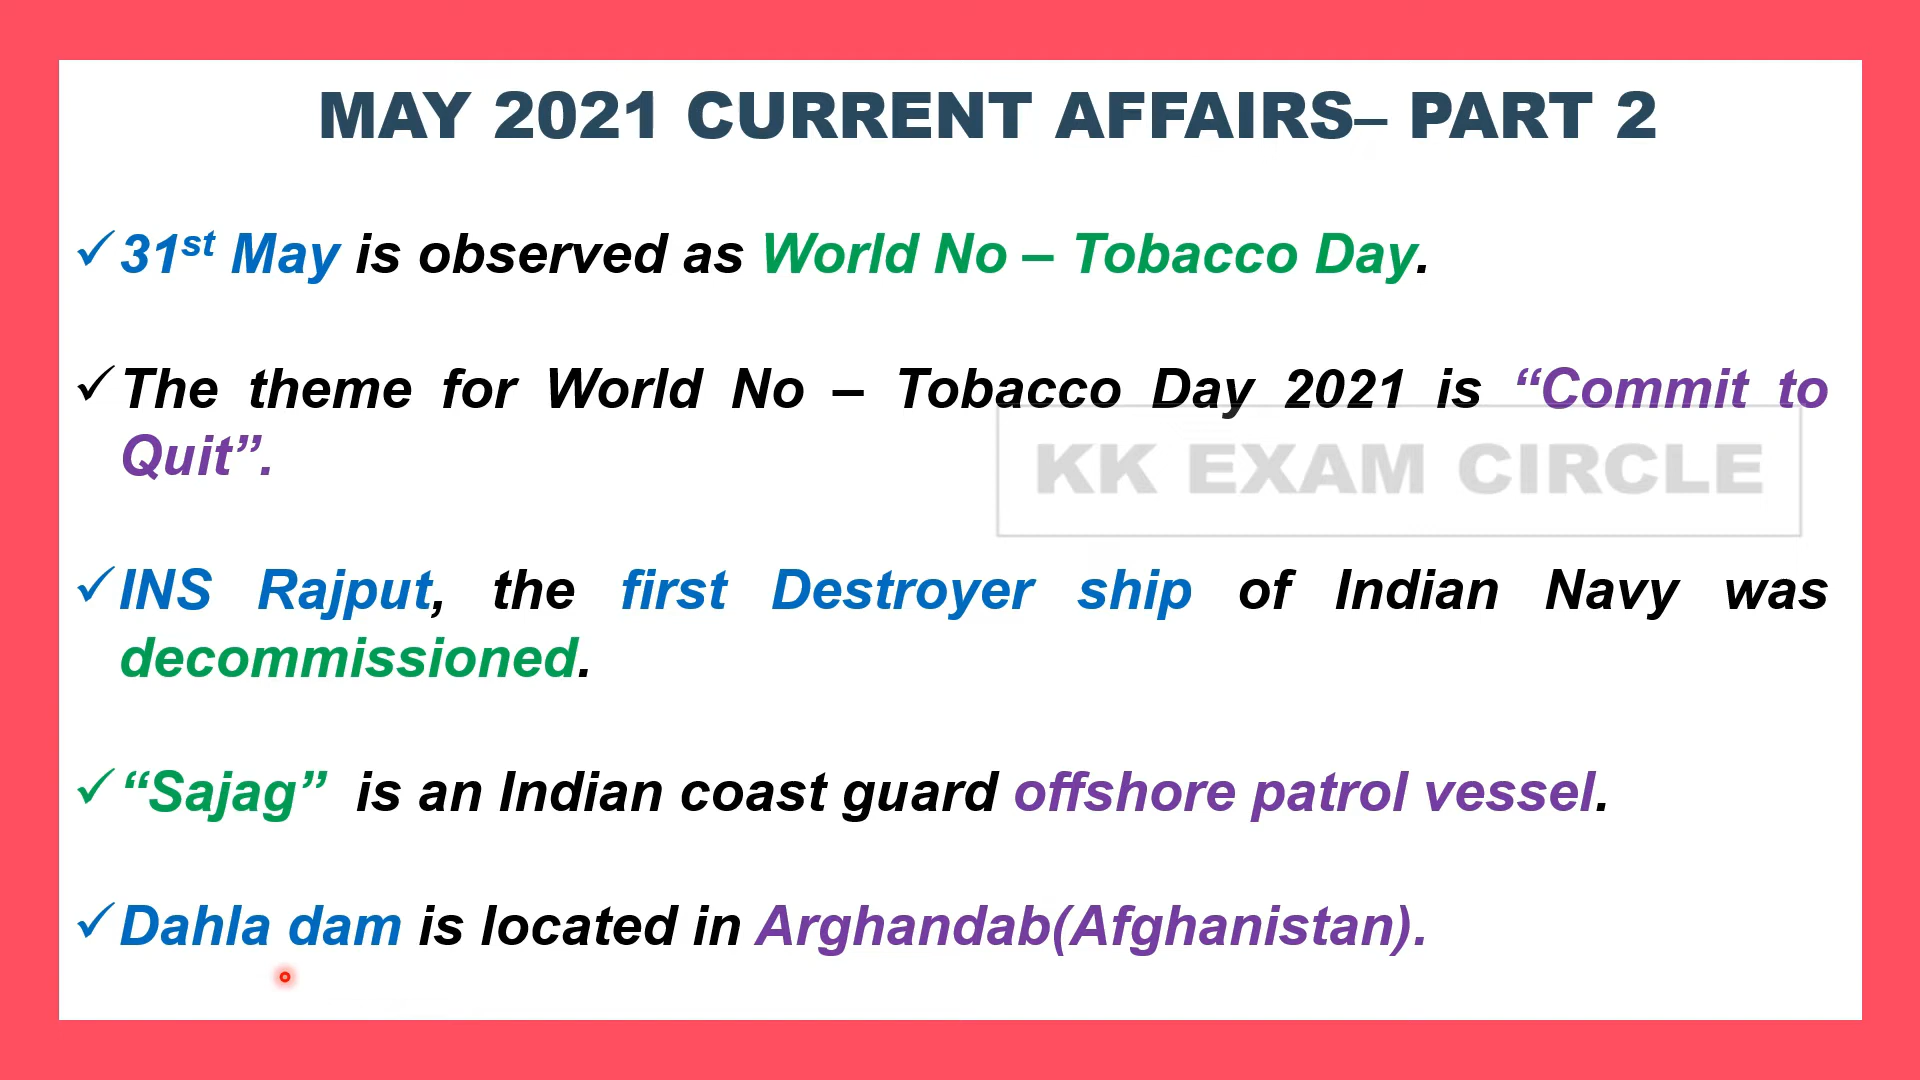 MAY 2021 CURRENT AFFAIRS– PART 2
✓31st May is observed as World No – Tobacco Day.
✓The theme for World No – Tobacco Day 2021 is “Commit to
Quit”.
KK EXAM CIRCLE
✓INS Rajput, the first Destroyer ship of Indian Navy was
decommissioned.
✓“Sajag” is an Indian coast guard offshore patrol vessel.
✓Dahla dam is located in Arghandab(Afghanistan).